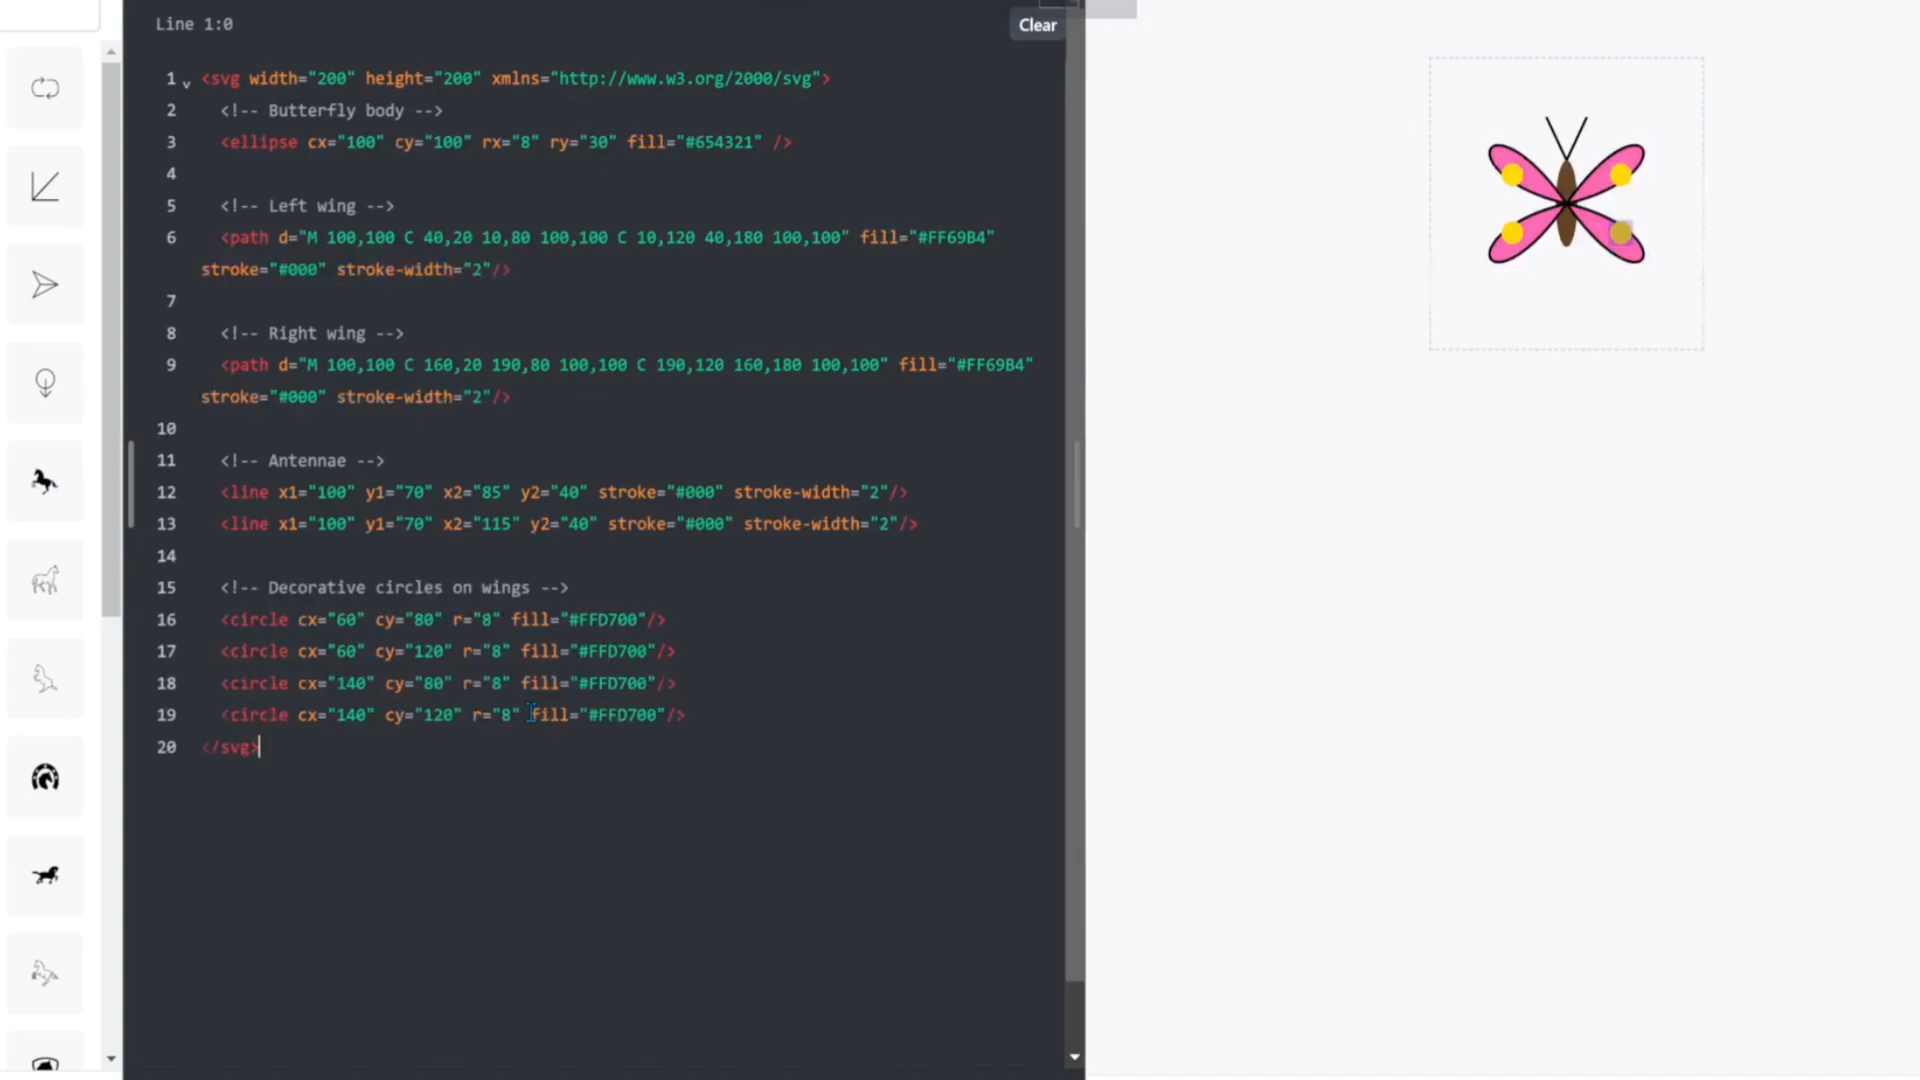 Line 1:0
Clear
1 <svg width="200" height="200" xmlns="http://www.w3.org/2000/svg">
2 <!-- Butterfly body -->
3 <ellipse cx="100" cy="100" rx="8" ry="30" fill="#654321" />
4
5 <!-- Left wing -->
6 <path d="M 100,100 C 40,20 10,80 100,100 C 10,120 40,180 100,100" fill="#FF69B4"
stroke="#000" stroke-width="2"/>
7
8 <!-- Right wing -->
9 <path d="M 100,100 C 160,20 190,80 100,100 C 190,120 160,180 100,100" fill="#FF69B4"
stroke="#000" stroke-width="2"/>
10
11 <!-- Antennae -->
12 <line x1="100" y1="70" x2="85" y2="40" stroke="#000" stroke-width="2"/>
13 <line x1="100" y1="70" x2="115" y2="40" stroke="#000" stroke-width="2"/>
14
15 <!-- Decorative circles on wings -->
16 <circle cx="60" cy="80" r="8" fill="#FFD700"/>
17 <circle cx="60" cy="120" r="8" fill="#FFD700"/>
18 <circle cx="140" cy="80" r="8" fill="#FFD700"/>
19 <circle cx="140" cy="120" r="8" fill="#FFD700"/>
20 </svg>